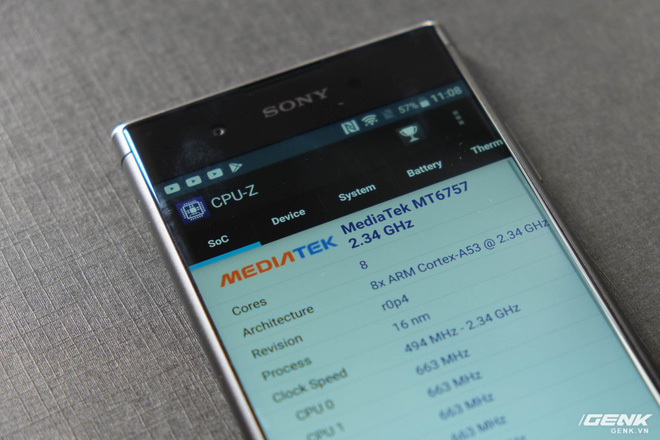 SONY
57% 11:08
CPU-Z
SoC Device System Battery Therm
MEDIATEK
MediaTek MT6757
2.34 GHz
Cores 8
Architecture 8x ARM Cortex-A53 @ 2.34 GH
Revision r0p4
Process 16 nm
Clock Speed 494 MHz - 2.34 GHz
CPU 0 663 MHz
CPU 1 663 MHz
663 MHz
663 MHz
GENK
GENK.VN